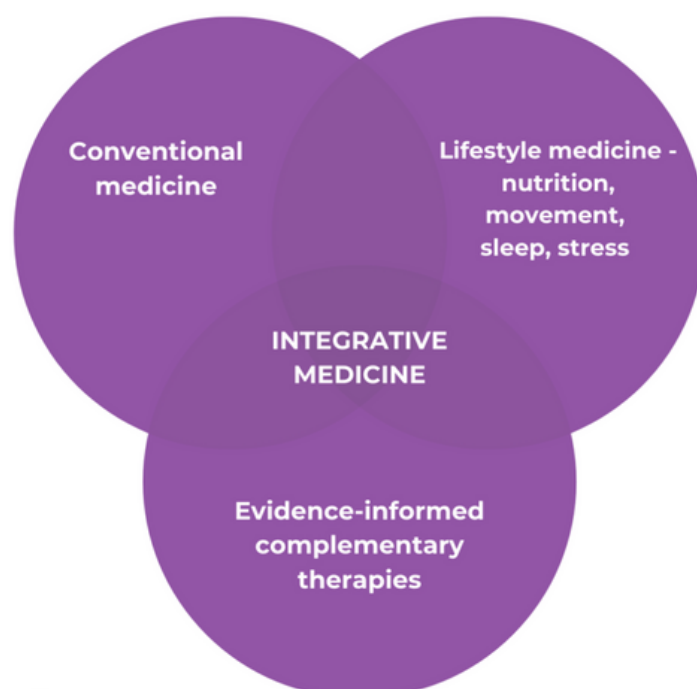 Conventional
medicine
Lifestyle medicine -
nutrition,
movement,
sleep, stress
INTEGRATIVE
MEDICINE
Evidence-informed
complementary
therapies